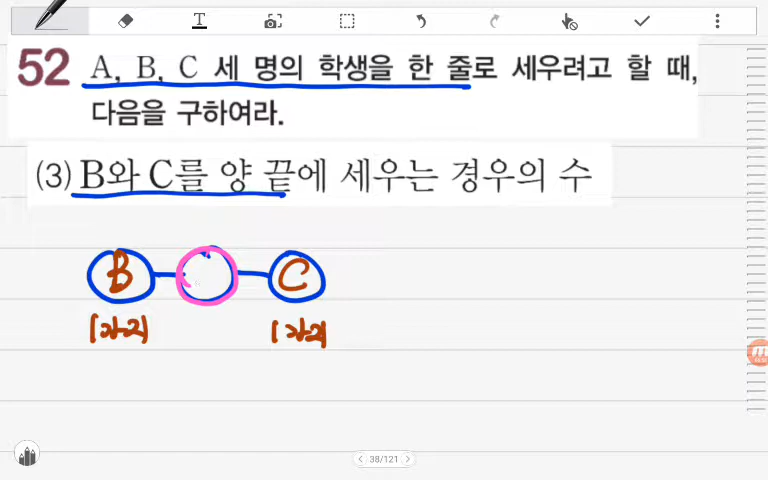 T
52 A, B, C 세 명의 학생을 한 줄로 세우려고 할 때,
다음을 구하여라.
(3) B와 C를 양 끝에 세우는 경우의 수
B C
1가지 1가지
38/121